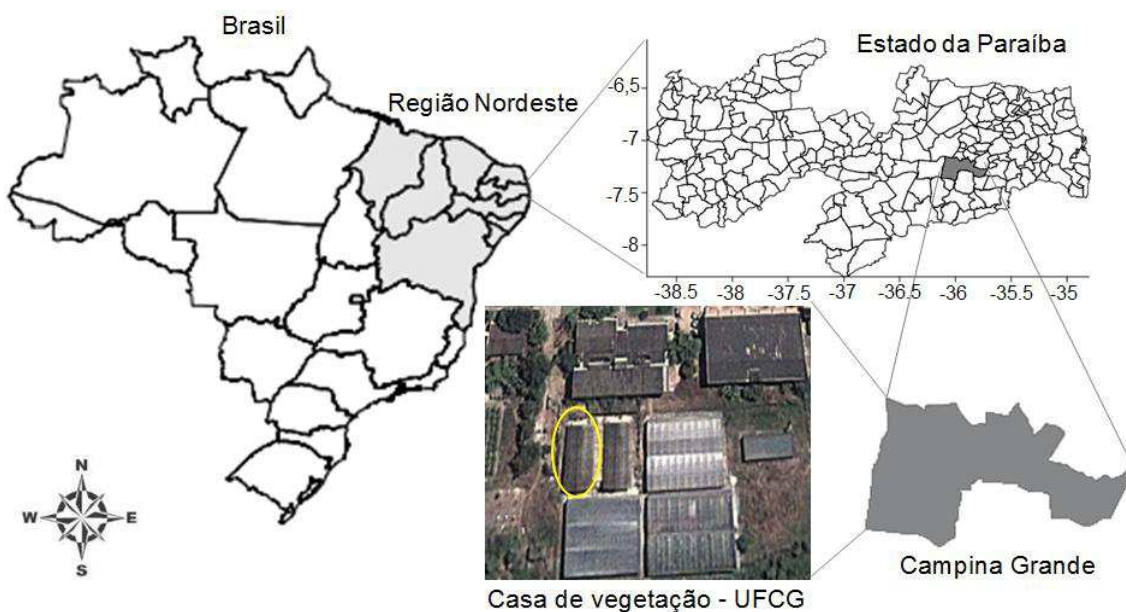 Brasil
Região Nordeste
Estado da Paraíba
-6,5
-7
-7.5
-8
-38.5 -38 -37.5 -37 -36.5 -36 -35.5 -35
N
W E
S
Campina Grande
Casa de vegetação - UFCG